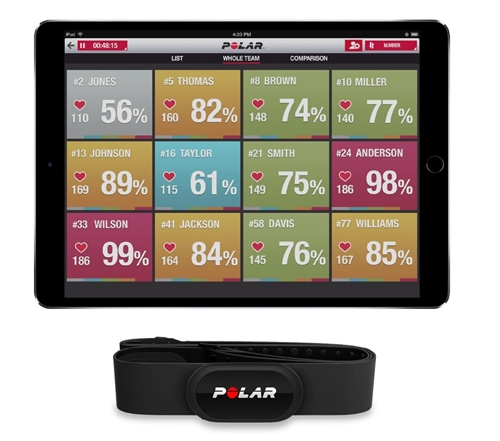 iPad
4:20 PM
00:48:15
POLAR
NUMBER
LIST
WHOLE TEAM
COMPARISON
#2 JONES
110 56%
#5 THOMAS
160 82%
#8 BROWN
148 74%
#10 MILLER
140 77%
#13 JOHNSON
169 89%
#16 TAYLOR
115 61%
#21 SMITH
149 75%
#24 ANDERSON
186 98%
#33 WILSON
186 99%
#41 JACKSON
164 84%
#58 DAVIS
145 76%
#77 WILLIAMS
167 85%
POLAR